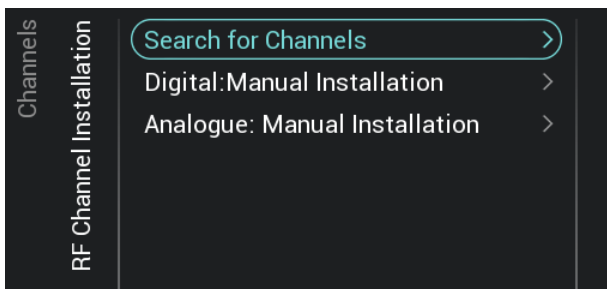 Channels
RF Channel Installation
Search for Channels
Digital:Manual Installation
Analogue: Manual Installation